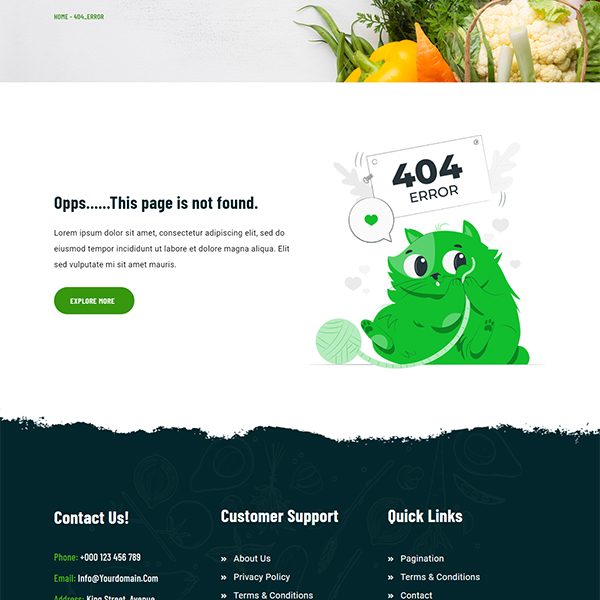 HOME - 404_ERROR
404
ERROR
Opps......This page is not found.
Lorem ipsum dolor sit amet, consectetur adipiscing elit, sed do
eiusmod tempor incididunt ut labore et dolore magna aliqua. Elit
sed vulputate mi sit amet mauris.
EXPLORE MORE
Contact Us!
Phone: +000 123 456 789
Email: Info@Yourdomain.Com
Address: King Street, Avenue
Customer Support
» About Us
» Privacy Policy
» Terms & Conditions
Quick Links
» Pagination
» Terms & Conditions
» Contact